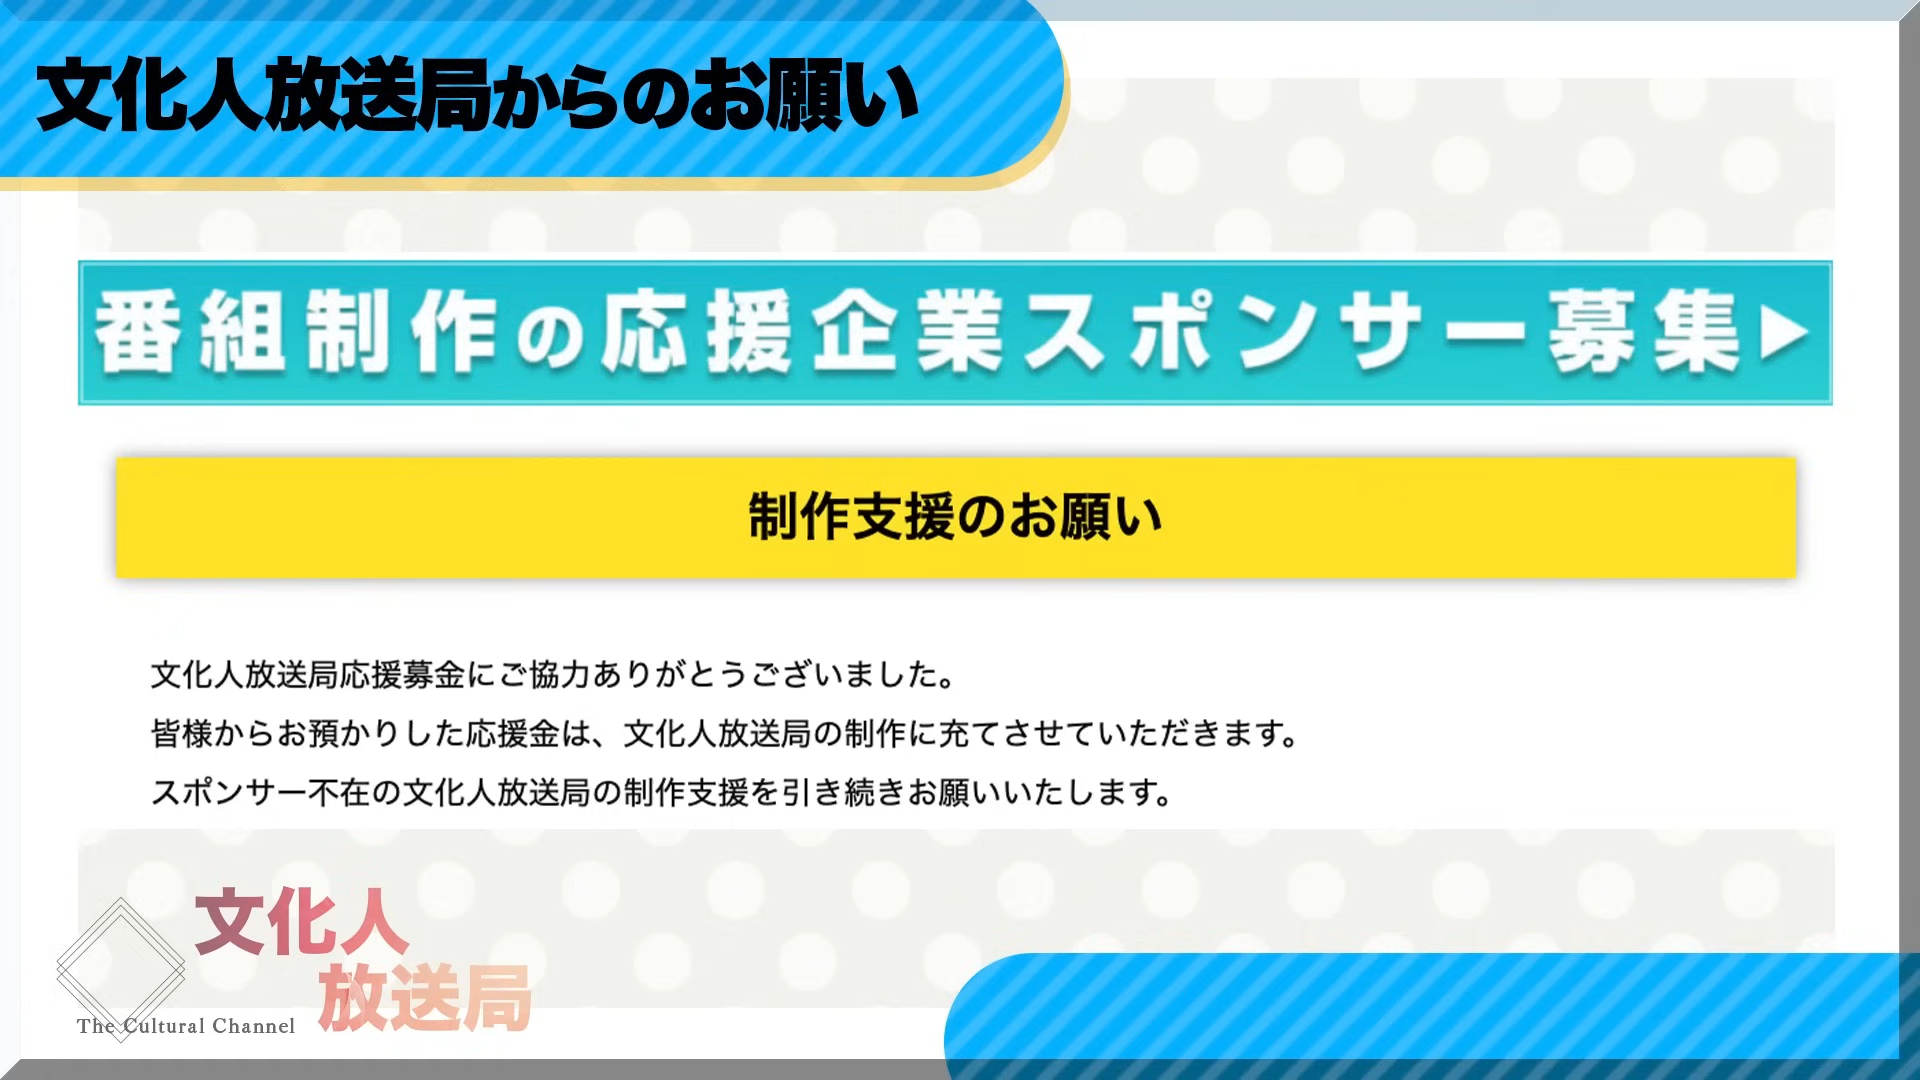 文化人放送局からのお願い
番組制作の応援企業スポンサー募集▶
制作支援のお願い
文化人放送局応援募金にご協力ありがとうございました。
皆様からお預かりした応援金は、文化人放送局の制作に充てさせていただきます。
スポンサー不在の文化人放送局の制作支援を引き続きお願いいたします。
文化人
放送局
The Cultural Channel